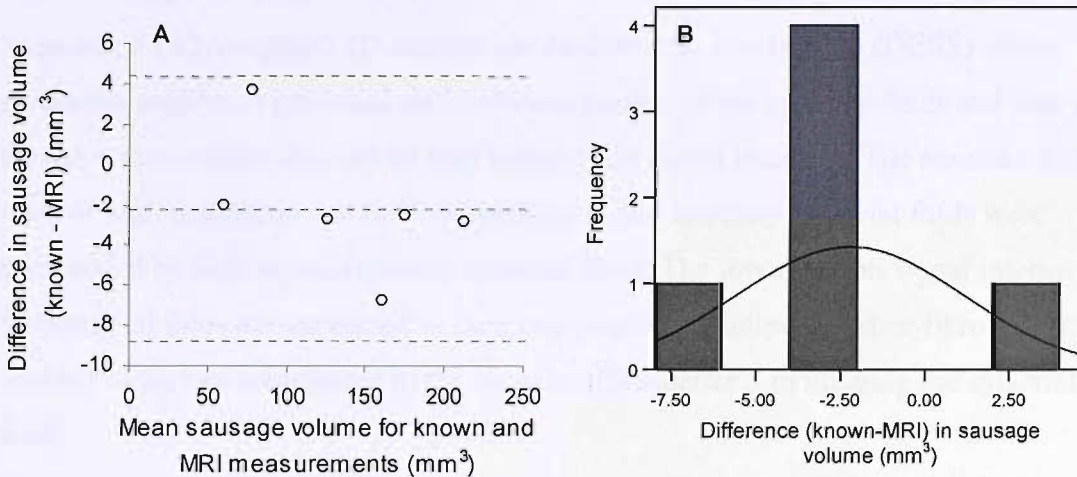 A
Difference in sausage volume
(known - MRI) (mm³)
6
4
2
0
-2
-4
-6
-8
-10
0 50 100 150 200 250
Mean sausage volume for known and
MRI measurements (mm³)
B
Frequency
4
3
2
1
0
-7.50 -5.00 -2.50 0.00 2.50
Difference (known-MRI) in sausage
volume (mm³)